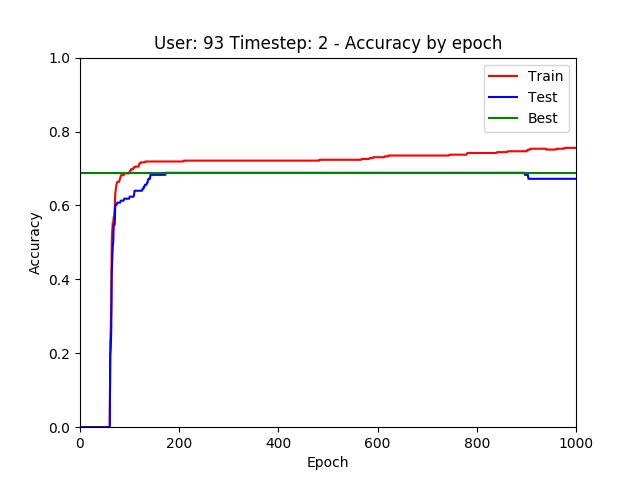 User: 93 Timestep: 2 - Accuracy by epoch
Train
Test
Best
1.0
0.8
0.6
0.4
0.2
0.0
Accuracy
0 200 400 600 800 1000
Epoch